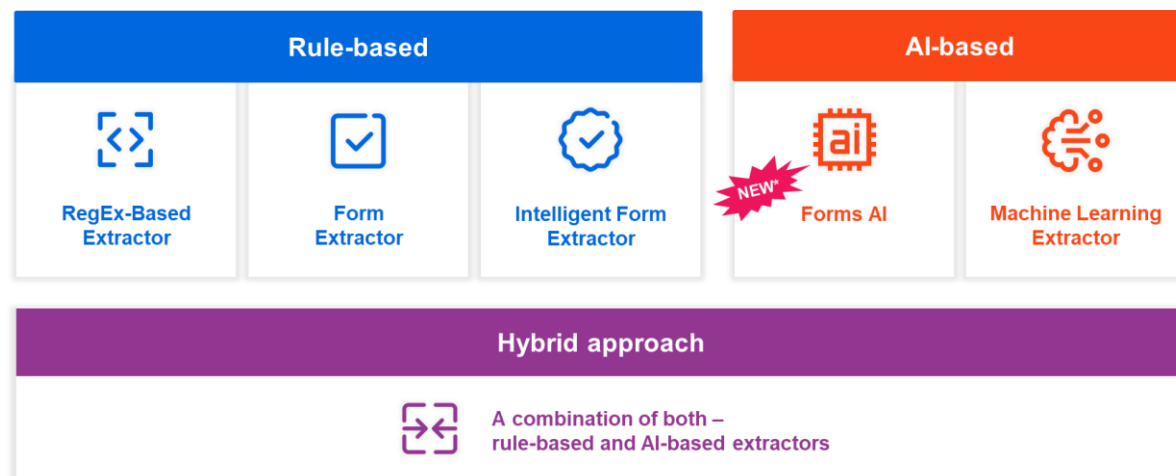 Rule-based
AI-based
RegEx-Based
Extractor
Form
Extractor
Intelligent Form
Extractor
NEW*
ai
Forms AI
Machine Learning
Extractor
Hybrid approach
A combination of both –
rule-based and AI-based extractors